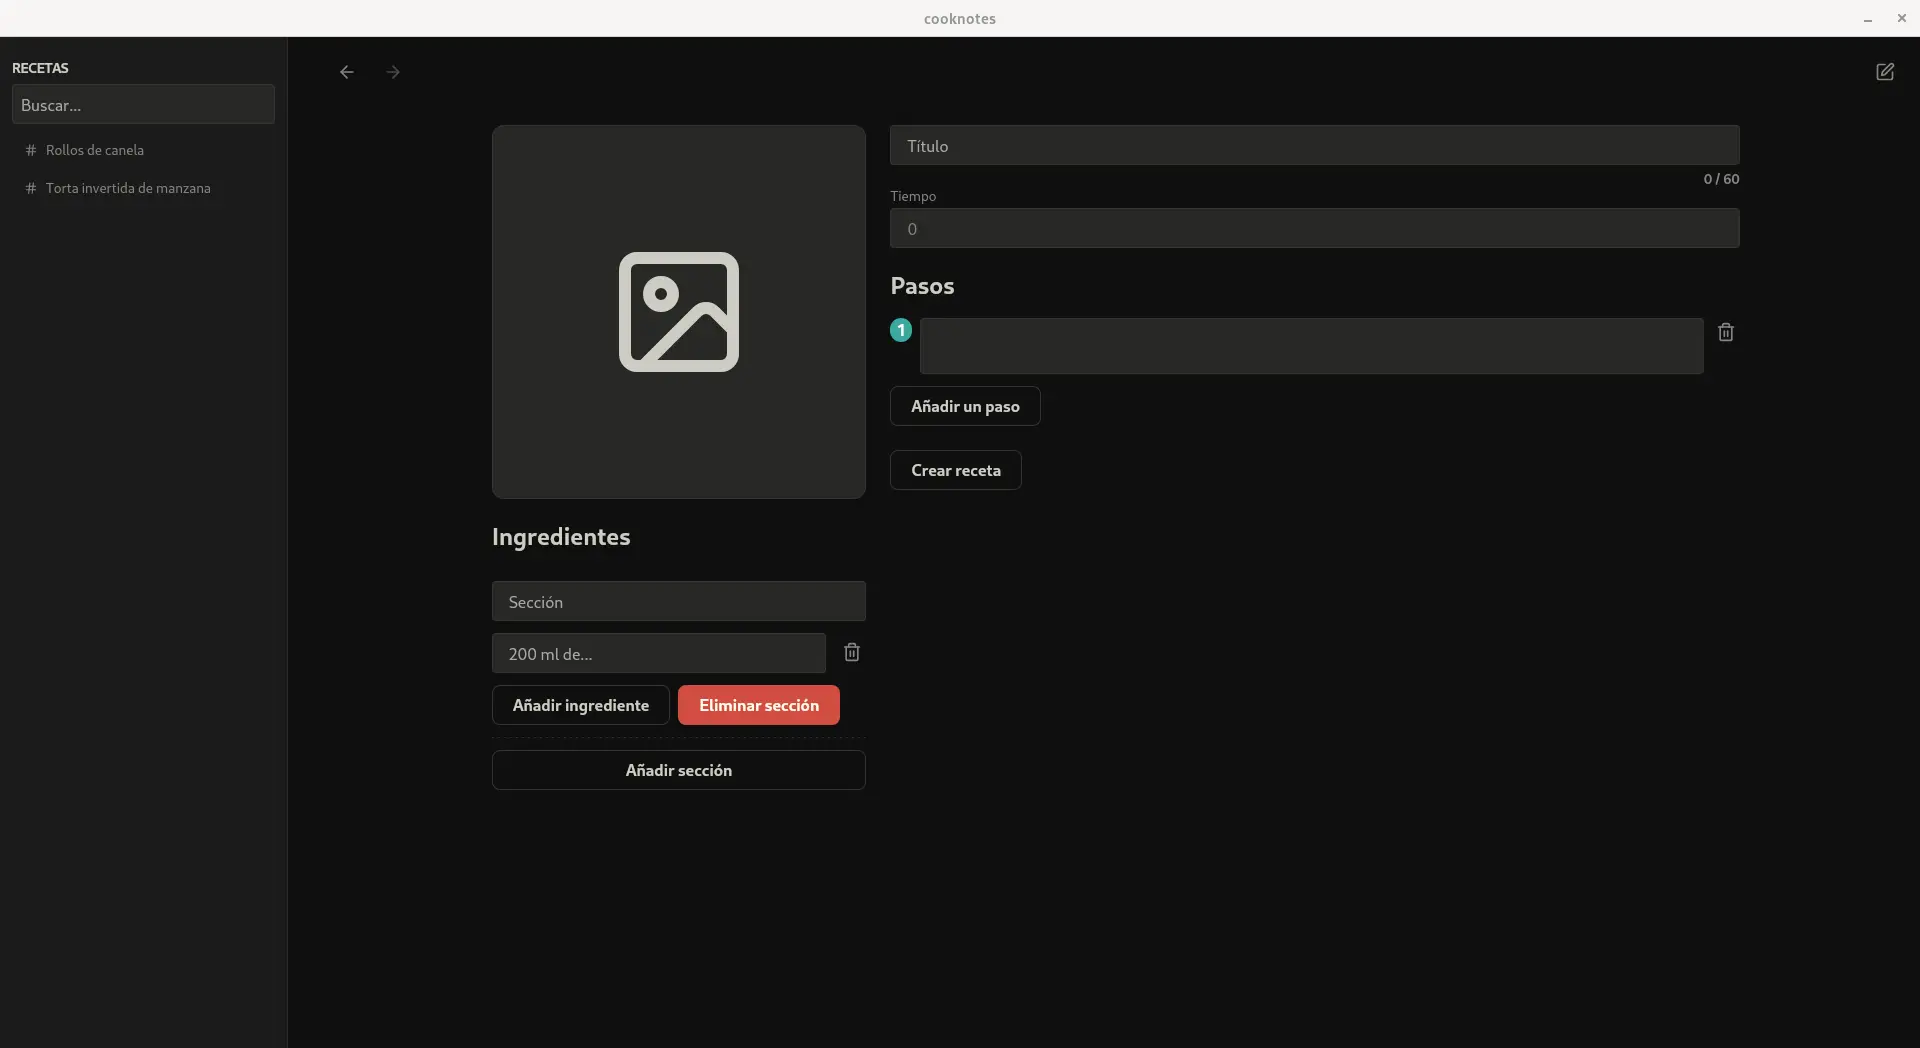 cooknotes
RECETAS
Buscar...
# Rollos de canela
# Torta invertida de manzana
Título
0 / 60
Tiempo
0
Pasos
1
Añadir un paso
Crear receta
Ingredientes
Sección
200 ml de...
Añadir ingrediente
Eliminar sección
Añadir sección